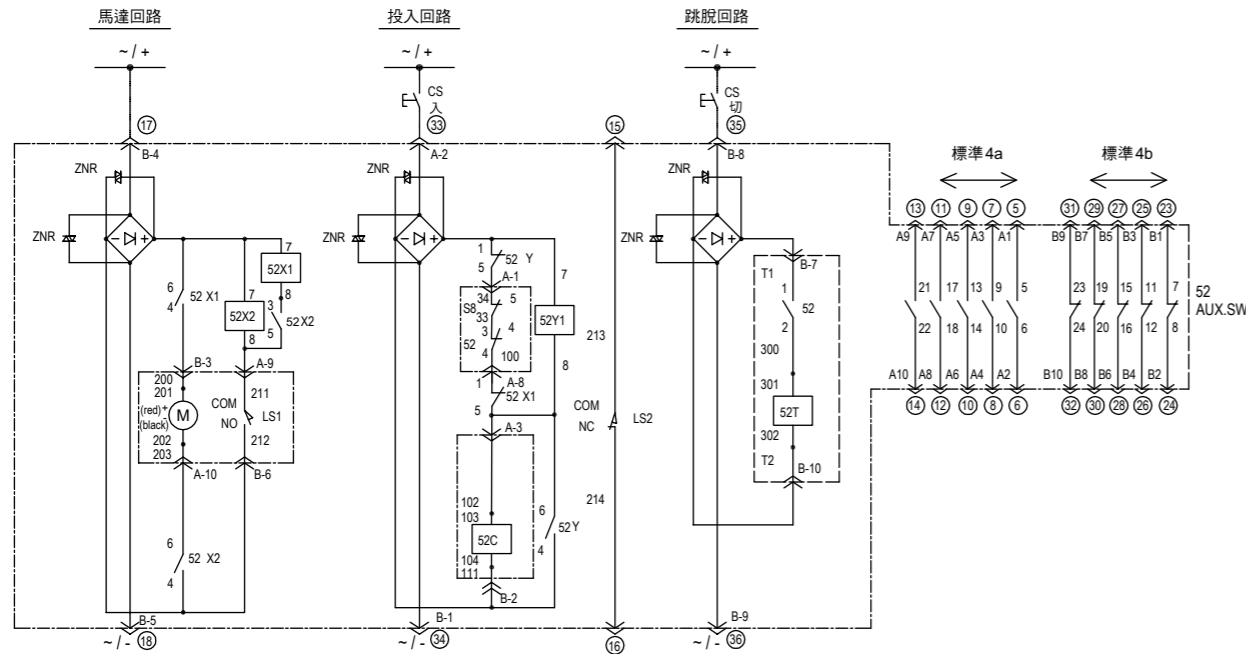 馬達回路
投入回路
跳脫回路
~ / +
~ / +
~ / +
CS
入
CS
切
17
33
15
35
B-4
A-2
B-8
標準4a
標準4b
ZNR
ZNR
ZNR
13
11
9
7
5
31
29
27
25
23
A9
A7
A5
A3
A1
B9
B7
B5
B3
B1
ZNR
ZNR
ZNR
- +
- +
- +
7
52X1
8
1
52 Y
5
A-1
7
B-7
T1
6
52 X1
4
7
52X2
8
3
52 X2
5
34
5
S8
33
3
4
52
4
100
52Y1
8
213
1
52
2
21
17
13
9
5
22
18
14
10
6
23
19
15
11
7
24
20
16
12
8
52
AUX.SW
300
B-3
A-9
A-8
301
200
201
211
1
52 X1
5
(red)
+
M
(black)
-
COM
NO
LS1
COM
NC
LS2
52T
A10
A8
A6
A4
A2
B10
B8
B6
B4
B2
14
12
10
8
6
32
30
28
26
24
202
203
212
A-3
302
T2
A-10
B-6
B-10
102
103
214
6
52 Y
4
52C
6
52 X2
4
104
111
B-2
B-5
B-1
B-9
~ / -
18
~ / -
34
16
~ / -
36